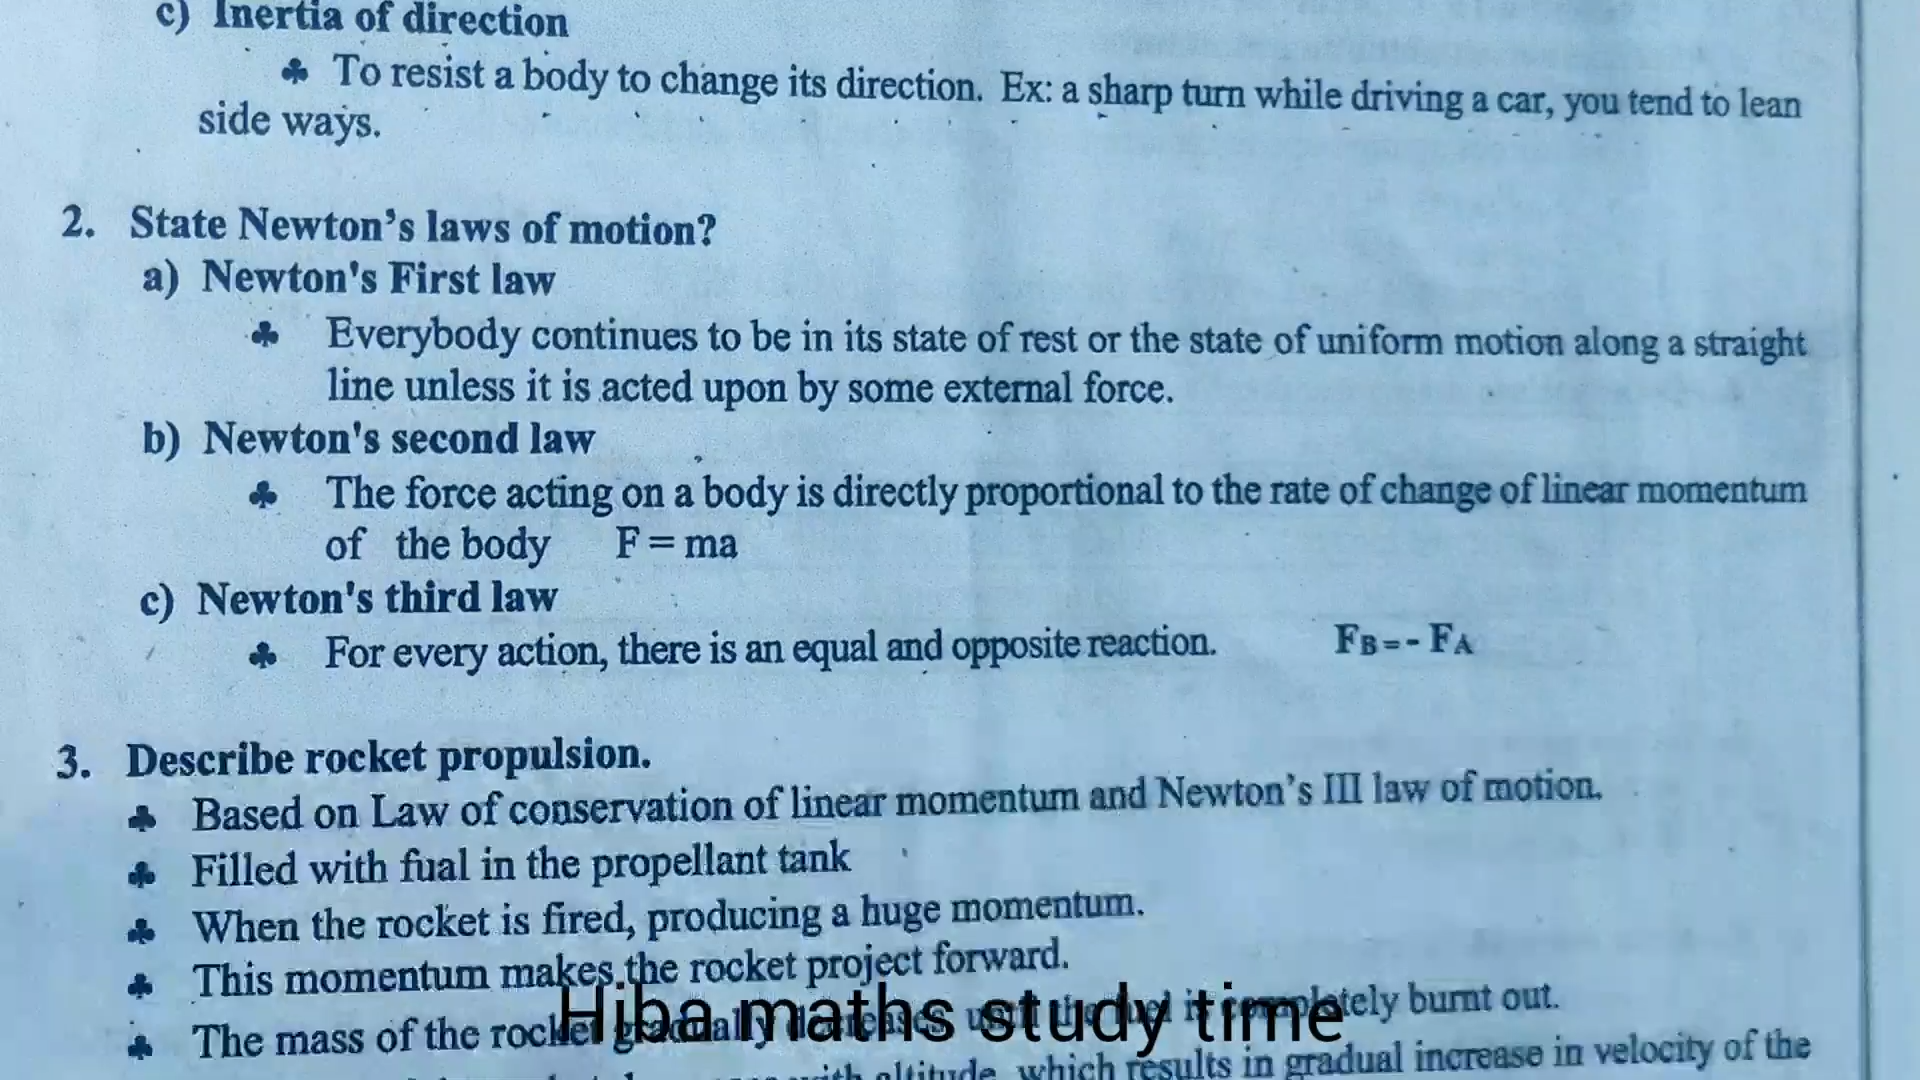 c) Inertia of direction
♣ To resist a body to change its direction. Ex: a sharp turn while driving a car, you tend to lean
side ways.
2. State Newton's laws of motion?
a) Newton's First law
♣ Everybody continues to be in its state of rest or the state of uniform motion along a straight
line unless it is acted upon by some external force.
b) Newton's second law
♣ The force acting on a body is directly proportional to the rate of change of linear momentum
of the body F = ma
c) Newton's third law
♣ For every action, there is an equal and opposite reaction. FB = - FA
3. Describe rocket propulsion.
♣ Based on Law of conservation of linear momentum and Newton's III law of motion.
♣ Filled with fual in the propellant tank
♣ When the rocket is fired, producing a huge momentum.
♣ This momentum makes the rocket project forward.
♣ The mass of the rocket gradually decreases until the fuel is completely burnt out.
with altitude, which results in gradual increase in velocity of the
Hiba maths study time